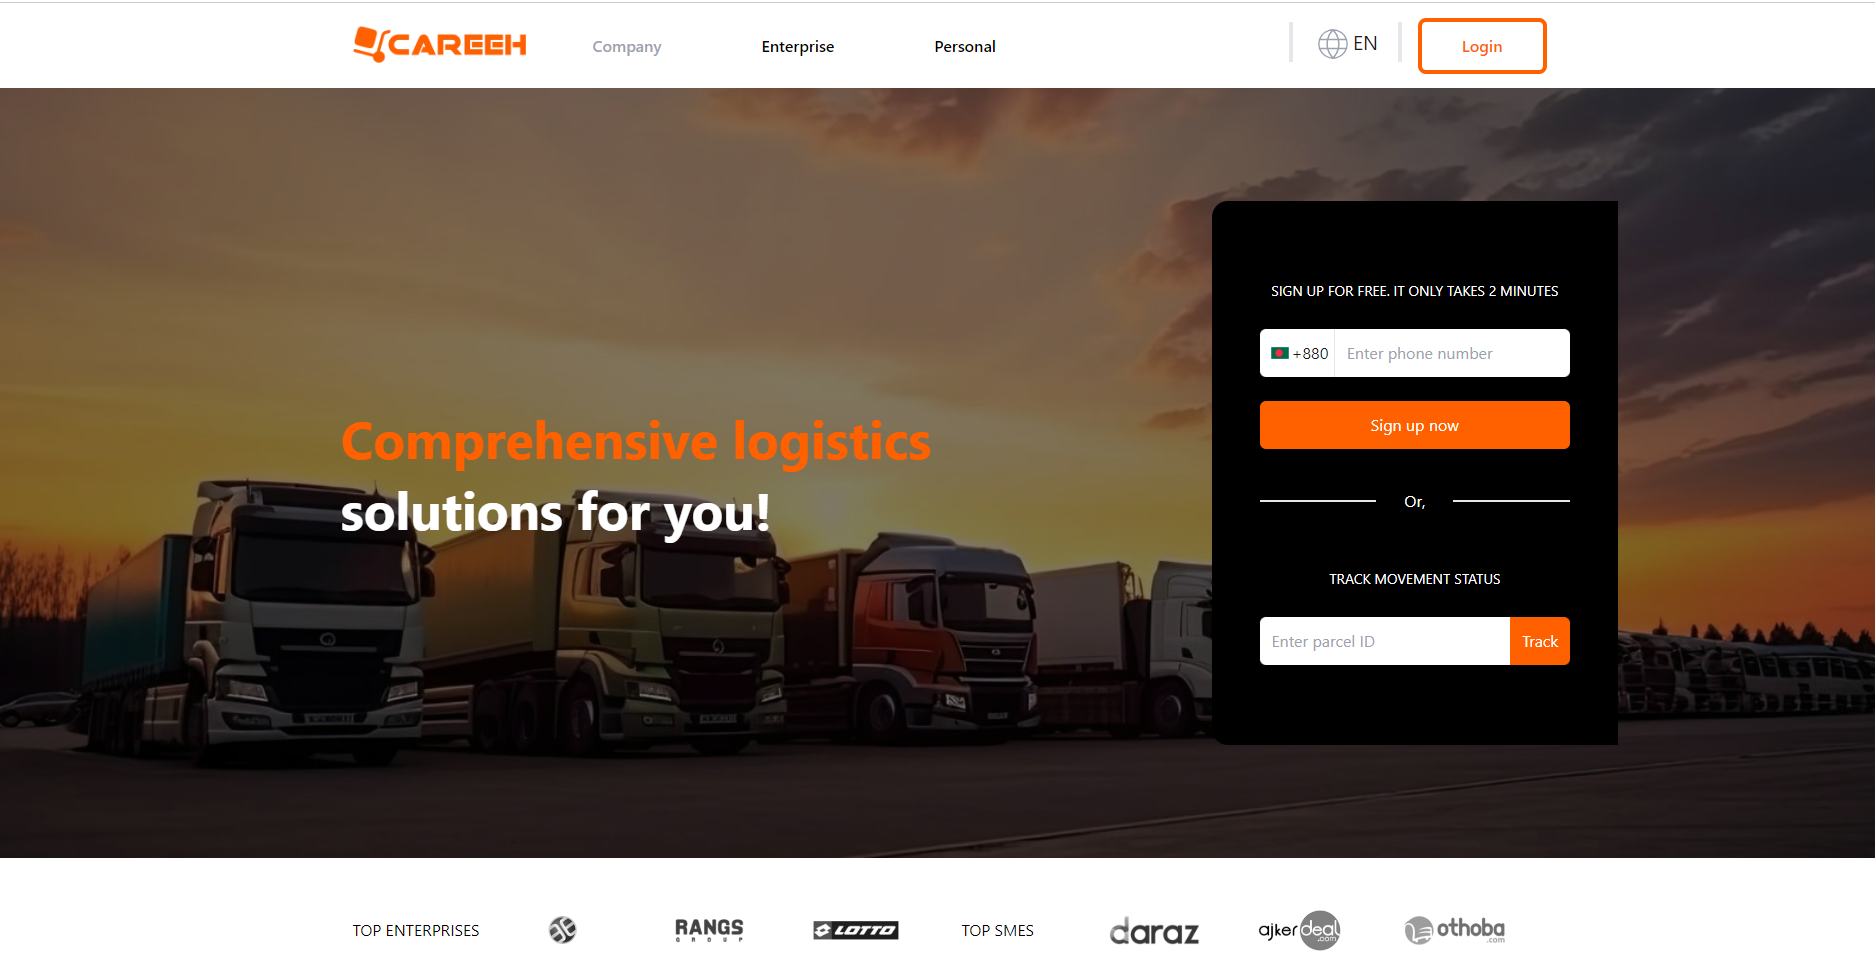 CAREEH
Company
Enterprise
Personal
EN
Login
SIGN UP FOR FREE. IT ONLY TAKES 2 MINUTES
+880
Enter phone number
Sign up now
Comprehensive logistics
solutions for you!
Or,
TRACK MOVEMENT STATUS
Enter parcel ID
Track
TOP ENTERPRISES
RANGS
GROUP
LOTTO
TOP SMES
daraz
ajkerdeal
.com
othoba
.com